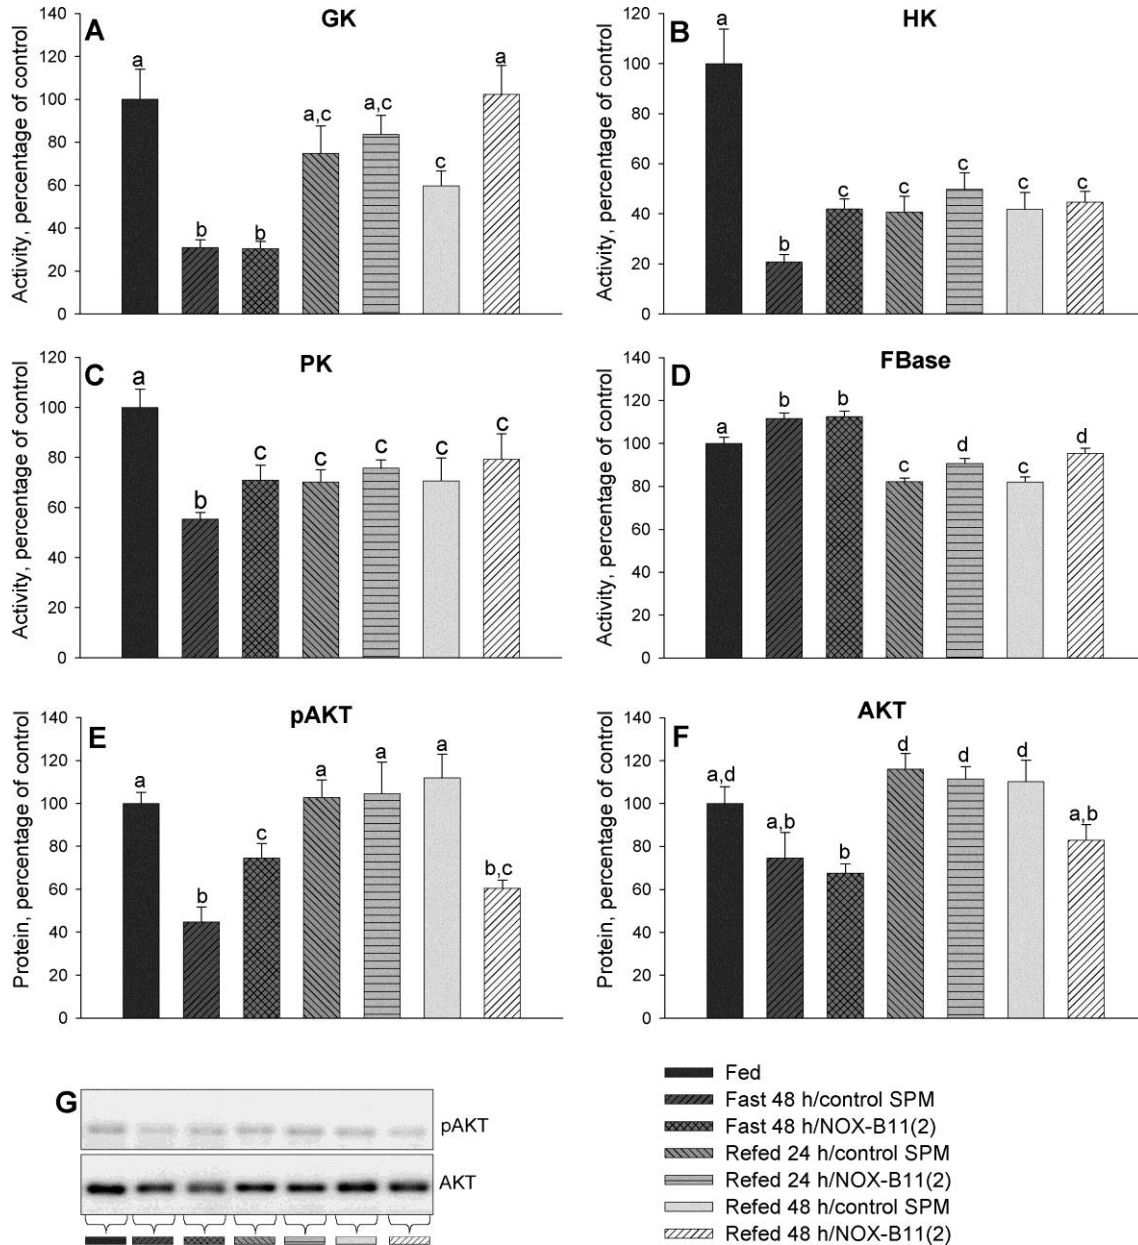 A
GK
Activity, percentage of control
140
120
100
80
60
40
20
0
a
b
b
a,c
a,c
c
a
B
HK
Activity, percentage of control
120
100
80
60
40
20
0
a
b
c
c
c
c
c
C
PK
Activity, percentage of control
120
100
80
60
40
20
0
a
b
c
c
c
c
c
D
FBase
Activity, percentage of control
140
120
100
80
60
40
20
0
a
b
b
c
d
c
d
E
pAKT
Protein, percentage of control
140
120
100
80
60
40
20
0
a
b
c
a
a
a
b,c
F
AKT
Protein, percentage of control
140
120
100
80
60
40
20
0
a,d
a,b
b
d
d
d
a,b
G
pAKT
AKT
Fed
Fast 48 h/control SPM
Fast 48 h/NOX-B11(2)
Refed 24 h/control SPM
Refed 24 h/NOX-B11(2)
Refed 48 h/control SPM
Refed 48 h/NOX-B11(2)